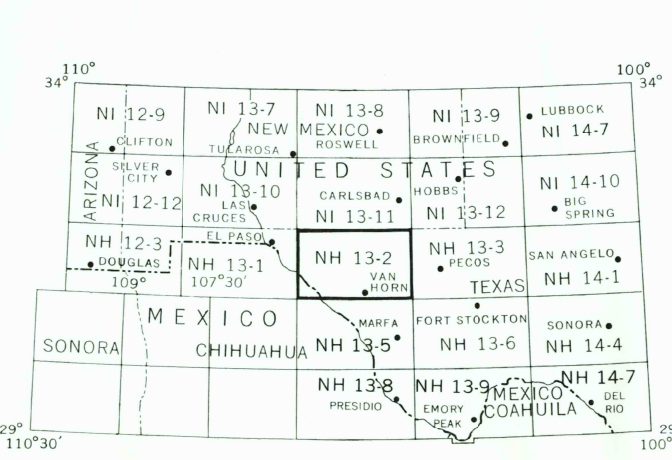 110°
100°
34°
34°
NI 12-9
CLIFTON
NI 13-7
NEW MEXICO
TULAROSA
NI 13-8
ROSWELL
NI 13-9
BROWNFIELD
LUBBOCK
NI 14-7
ARIZONA
UNITED STATES
SILVER
CITY
NI 12-12
NI 13-10
LAS
CRUCES
CARLSBAD
NI 13-11
HOBBS
NI 13-12
NI 14-10
BIG
SPRING
NH 12-3
DOUGLAS
109°
EL PASO
NH 13-1
107°30'
NH 13-2
VAN
HORN
NH 13-3
PECOS
TEXAS
SAN ANGELO
NH 14-1
MEXICO
SONORA
CHIHUAHUA
MARFA
NH 13-5
FORT STOCKTON
NH 13-6
SONORA
NH 14-4
NH 13-8
PRESIDIO
NH 13-9
EMORY
PEAK
MEXICO
COAHUILA
NH 14-7
DEL
RIO
29°
110°30'
29
100°